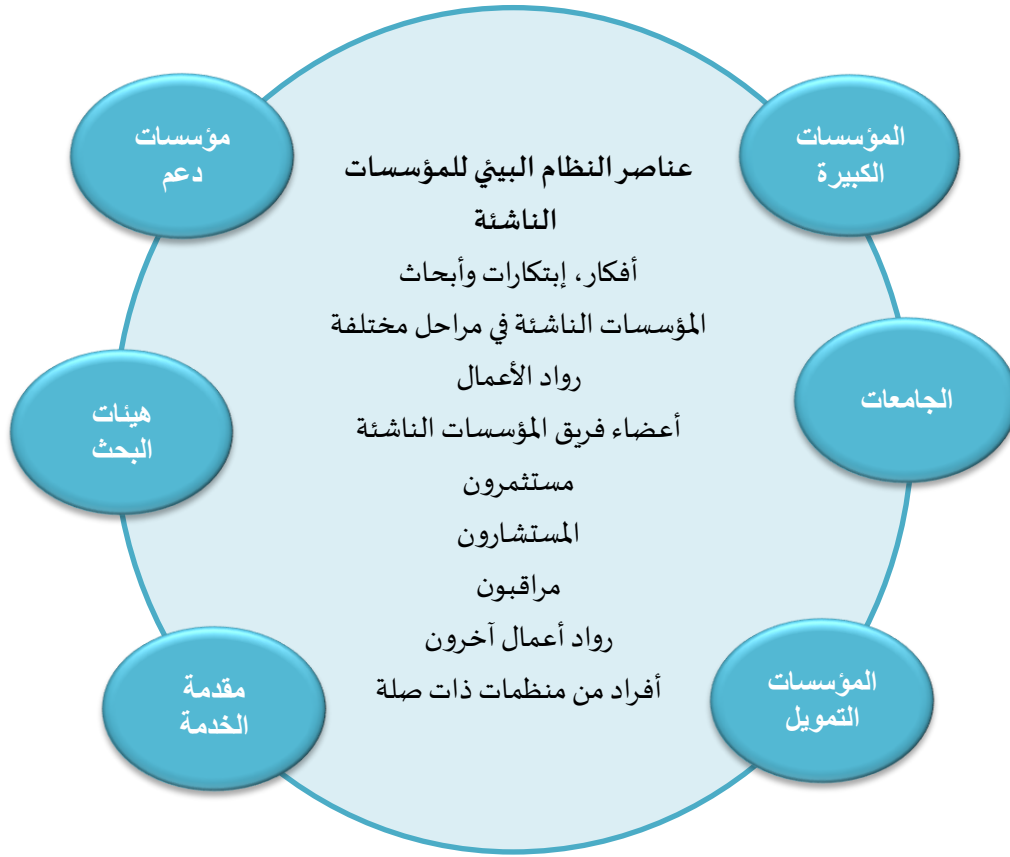 المؤسسات
الكبيرة
مؤسسات
دعم
عناصر النظام البيئي للمؤسسات
الناشئة
أفكار، إبتكارات وأبحاث
المؤسسات الناشئة في مراحل مختلفة
رواد الأعمال
أعضاء فريق المؤسسات الناشئة
مستثمرون
المستشارون
مراقبون
رواد أعمال آخرون
أفراد من منظمات ذات صلة
الجامعات
هيئات
البحث
المؤسسات
التمويل
مقدمة
الخدمة